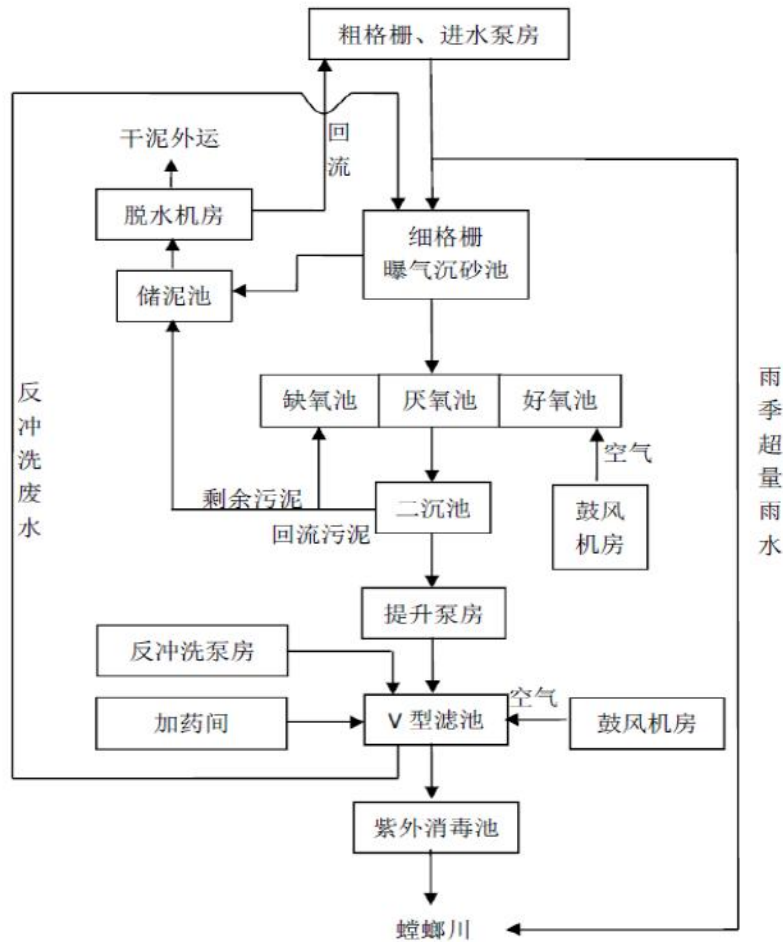 粗格栅、进水泵房
回流
干泥外运
脱水机房
细格栅
曝气沉砂池
储泥池
反冲洗废水
雨季超量雨水
缺氧池
厌氧池
好氧池
空气
剩余污泥
回流污泥
二沉池
鼓风
机房
提升泵房
反冲洗泵房
加药间
V型滤池
空气
鼓风机房
紫外消毒池
螳螂川